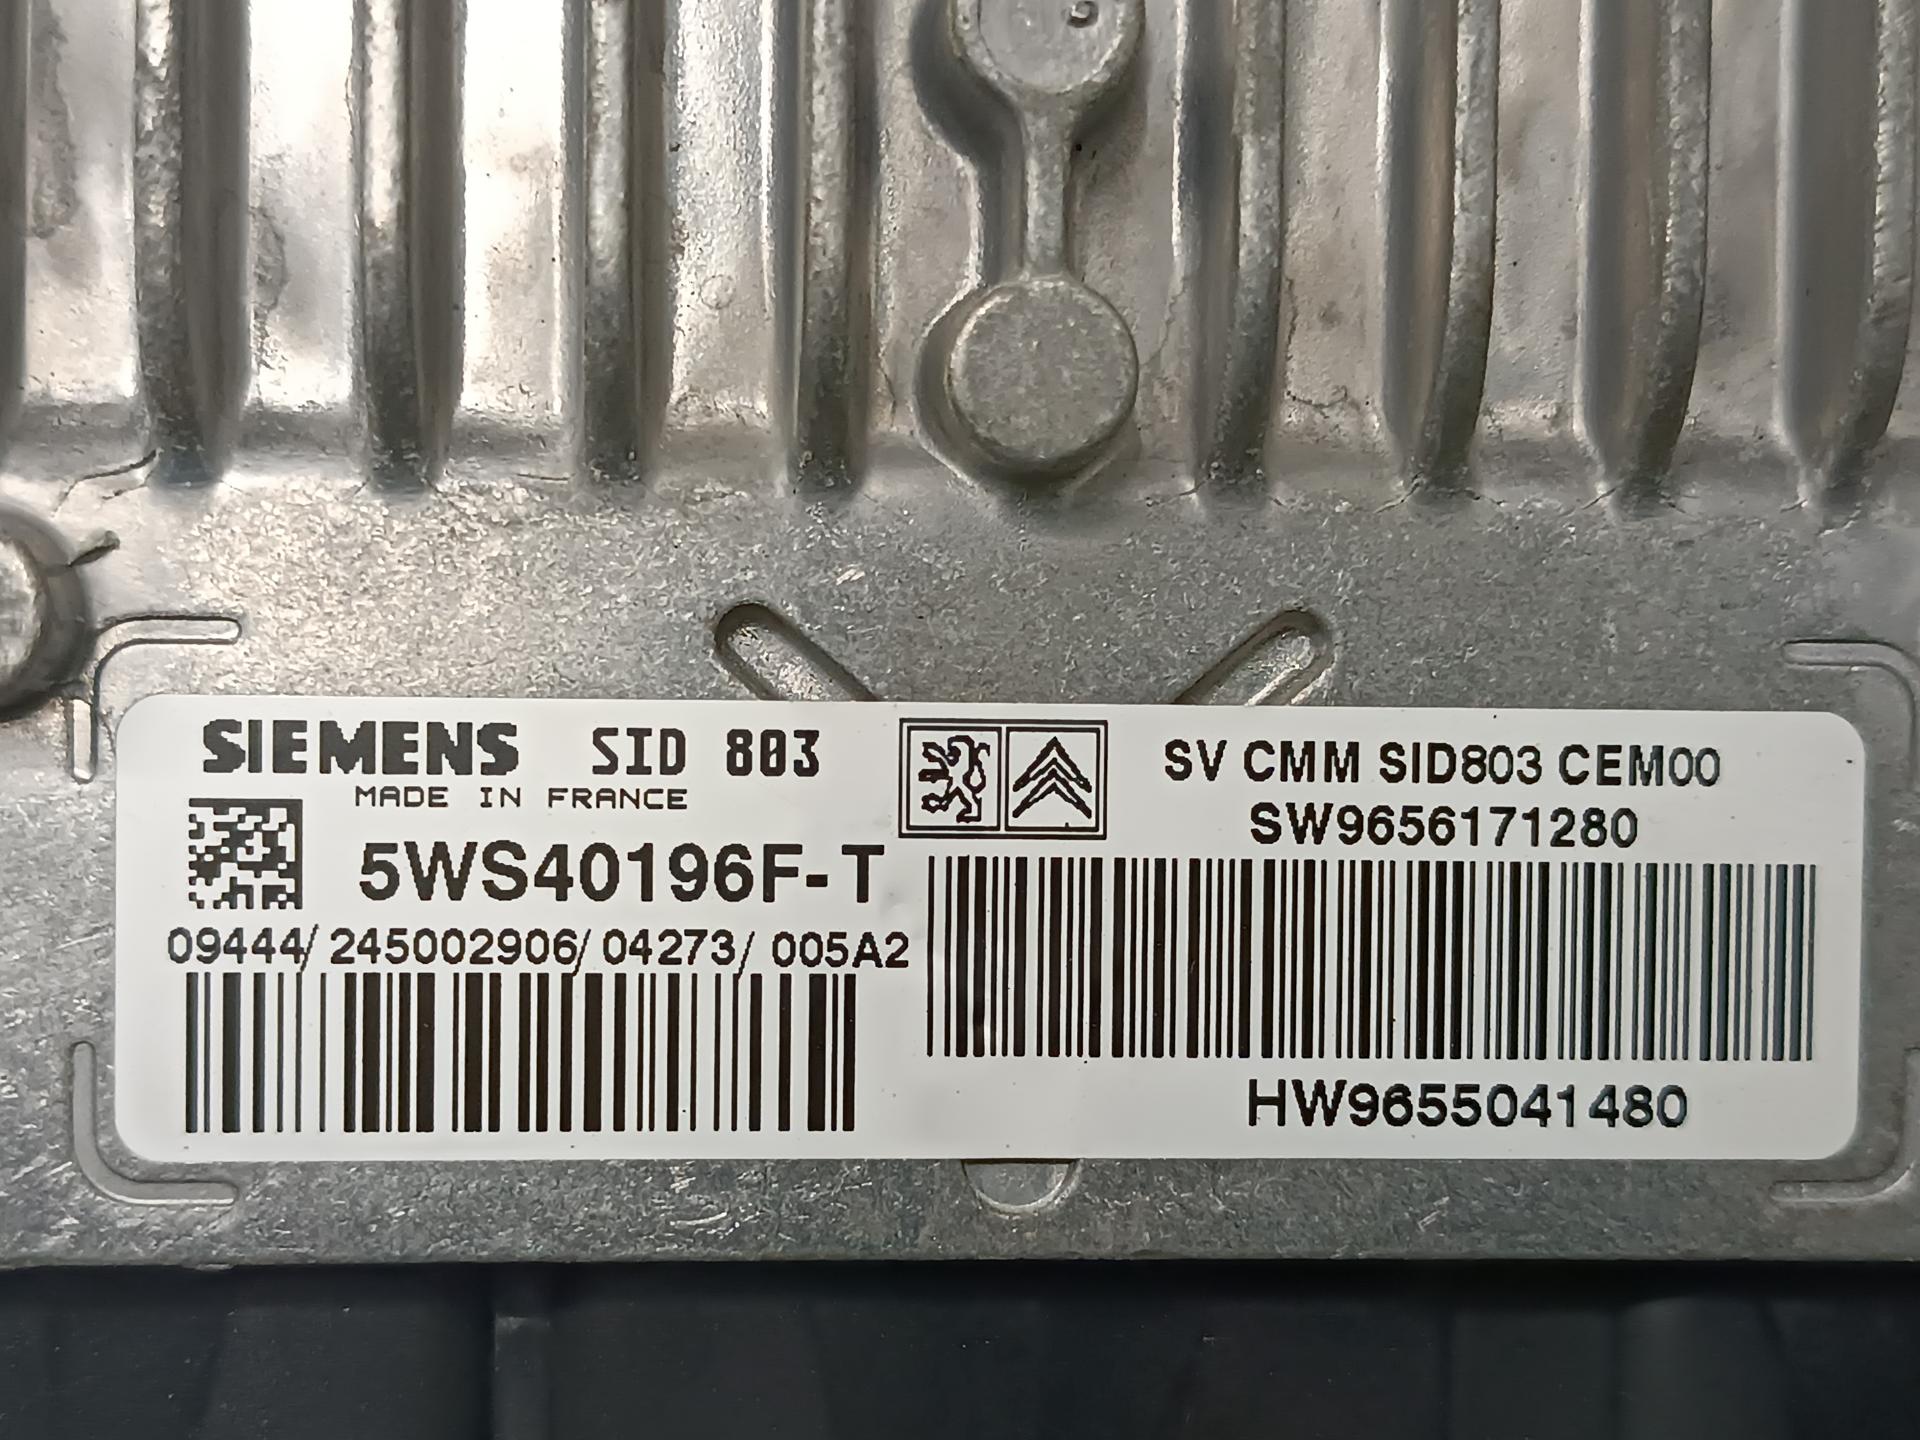 SIEMENS SID 803
MADE IN FRANCE
5WS40196F-T
09444/245002906/04273/005A2
SV CMM SID803 CEM00
SW9656171280
HW9655041480